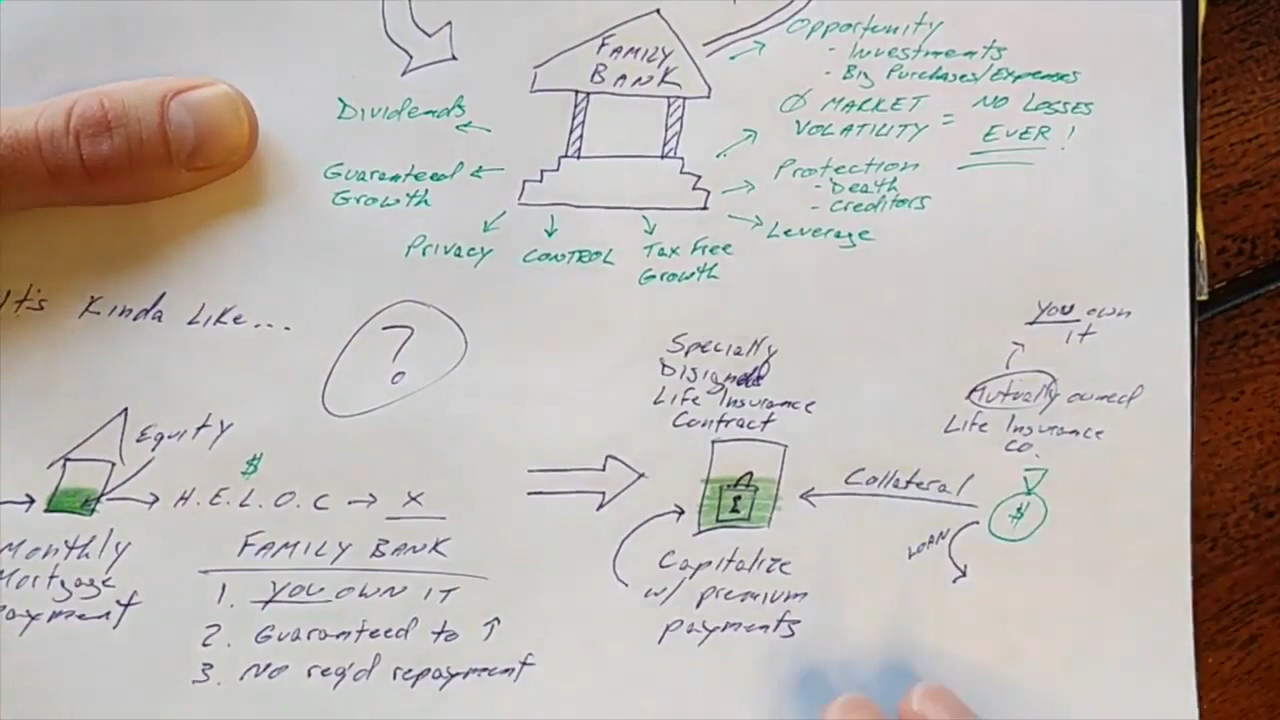 FAMILY
BANK
Opportunity
- Investments
- Big Purchases/Expenses
Ø MARKET
VOLATILITY
= NO LOSSES
EVER!
Protection
- Death
- Creditors
Leverage
Dividends
Guaranteed
Growth
Privacy
CONTROL
Tax Free
Growth
It's Kinda Like...
?
Equity
$
H.E.L.O.C → X
Monthly
Mortgage
Payment
FAMILY BANK
1. YOU OWN IT
2. Guaranteed to ↑
3. No req'd repayment
Specially
Disigned
Life Insurance
Contract
Capitalize
w/ premium
payments
Collateral
YOU own
it
Mutually owned
Life Insurance
Co.
$
LOAN